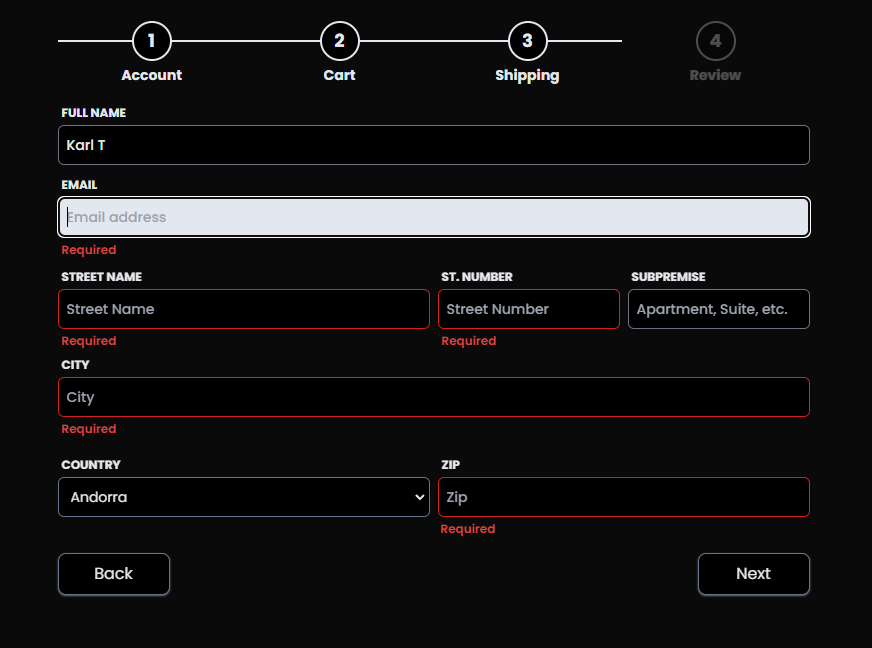 1 2 3 4
Account Cart Shipping Review
FULL NAME
Karl T
EMAIL
Email address
Required
STREET NAME ST. NUMBER SUBPREMISE
Street Name Street Number Apartment, Suite, etc.
Required Required
CITY
City
Required
COUNTRY ZIP
Andorra Zip
Required
Back Next